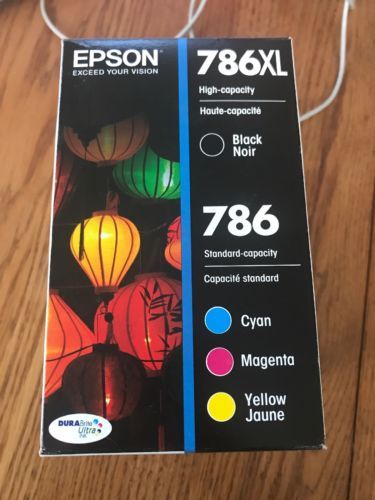 EPSON
EXCEED YOUR VISION
786XL
High-capacity
Haute-capacité
Black
Noir
786
Standard-capacity
Capacité standard
Cyan
Magenta
Yellow
Jaune
DURABrite
Ultra
INK